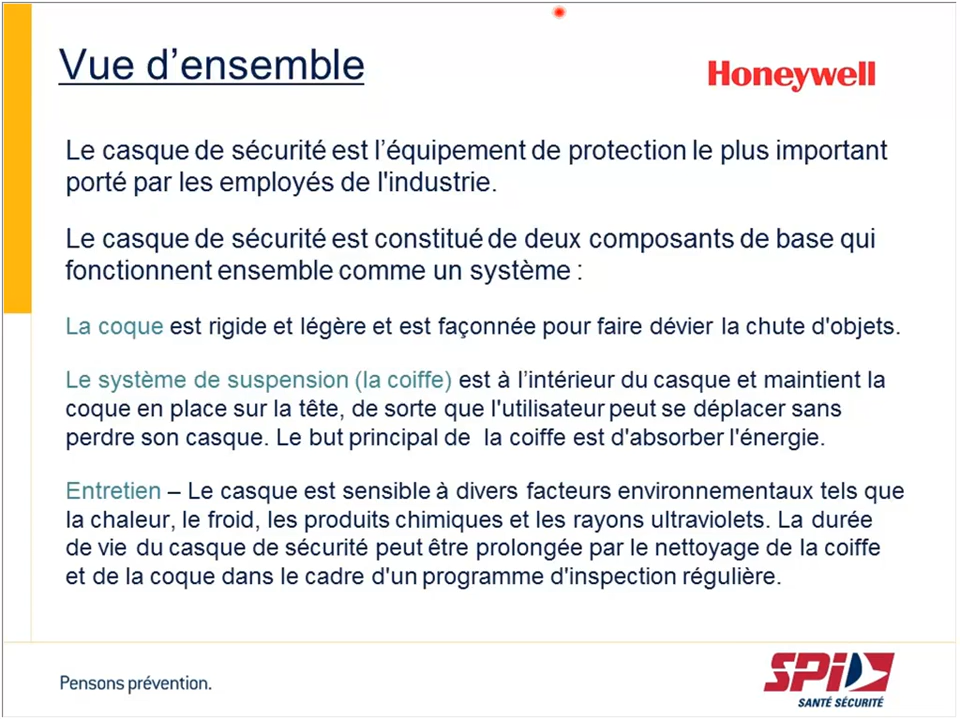 Vue d’ensemble
Honeywell
Le casque de sécurité est l’équipement de protection le plus important
porté par les employés de l'industrie.
Le casque de sécurité est constitué de deux composants de base qui
fonctionnent ensemble comme un système :
La coque est rigide et légère et est façonnée pour faire dévier la chute d'objets.
Le système de suspension (la coiffe) est à l’intérieur du casque et maintient la
coque en place sur la tête, de sorte que l'utilisateur peut se déplacer sans
perdre son casque. Le but principal de  la coiffe est d'absorber l'énergie.
Entretien – Le casque est sensible à divers facteurs environnementaux tels que
la chaleur, le froid, les produits chimiques et les rayons ultraviolets. La durée
de vie du casque de sécurité peut être prolongée par le nettoyage de la coiffe
et de la coque dans le cadre d'un programme d'inspection régulière.
Pensons prévention.
SPI
SANTÉ SÉCURITÉ